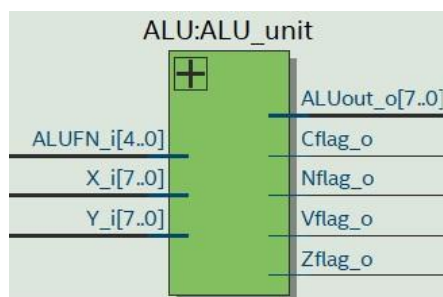 ALU:ALU_unit
ALUFN_i[4..0]
X_i[7..0]
Y_i[7..0]
ALUout_o[7..0]
Cflag_o
Nflag_o
Vflag_o
Zflag_o